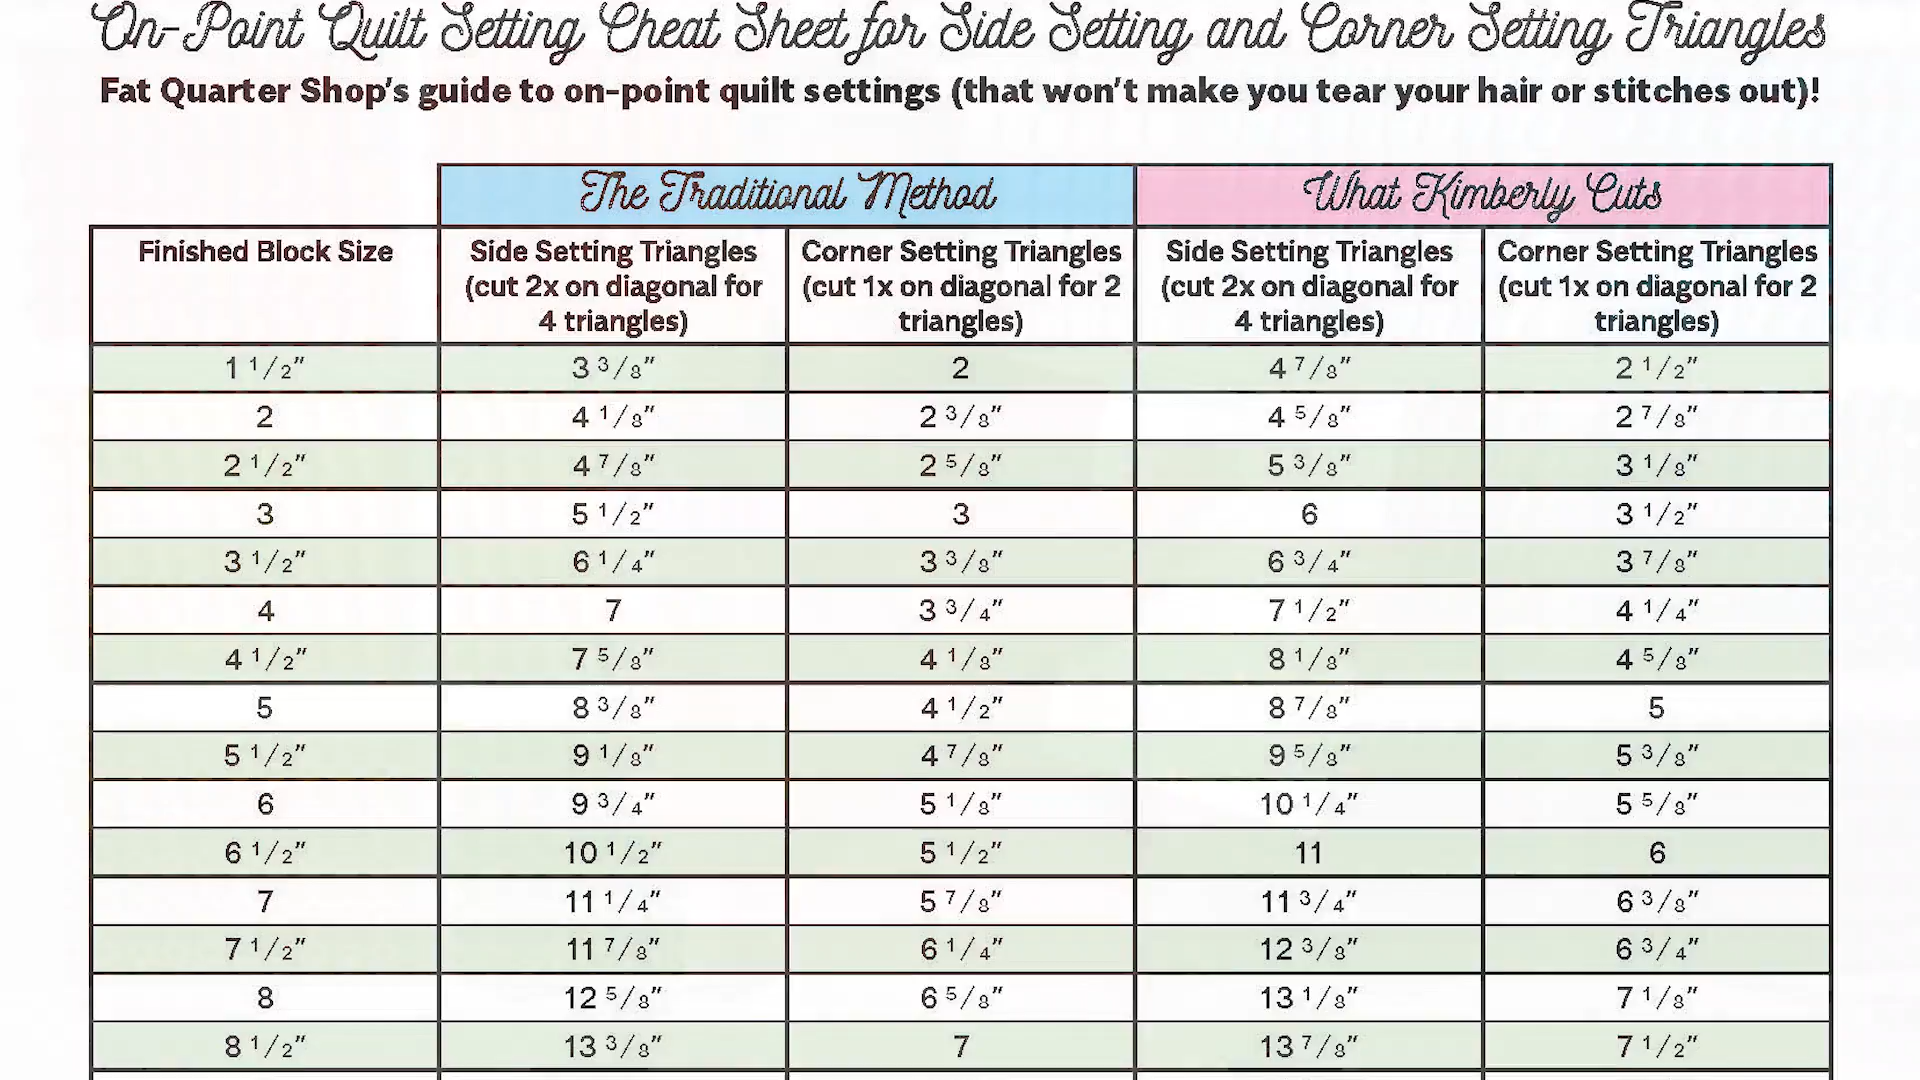 On-Point Quilt Setting Cheat Sheet for Side Setting and Corner Setting Triangles
Fat Quarter Shop's guide to on-point quilt settings (that won't make you tear your hair or stitches out)!
The Traditional Method What Kimberly Cuts
Finished Block Size Side Setting Triangles (cut 2x on diagonal for 4 triangles) Corner Setting Triangles (cut 1x on diagonal for 2 triangles) Side Setting Triangles (cut 2x on diagonal for 4 triangles) Corner Setting Triangles (cut 1x on diagonal for 2 triangles)
1 1/2" 3 3/8" 2 4 7/8" 2 1/2"
2 4 1/8" 2 3/8" 4 5/8" 2 7/8"
2 1/2" 4 7/8" 2 5/8" 5 3/8" 3 1/8"
3 5 1/2" 3 6 3 1/2"
3 1/2" 6 1/4" 3 3/8" 6 3/4" 3 7/8"
4 7 3 3/4" 7 1/2" 4 1/4"
4 1/2" 7 5/8" 4 1/8" 8 1/8" 4 5/8"
5 8 3/8" 4 1/2" 8 7/8" 5
5 1/2" 9 1/8" 4 7/8" 9 5/8" 5 3/8"
6 9 3/4" 5 1/8" 10 1/4" 5 5/8"
6 1/2" 10 1/2" 5 1/2" 11 6
7 11 1/4" 5 7/8" 11 3/4" 6 3/8"
7 1/2" 11 7/8" 6 1/4" 12 3/8" 6 3/4"
8 12 5/8" 6 5/8" 13 1/8" 7 1/8"
8 1/2" 13 3/8" 7 13 7/8" 7 1/2"